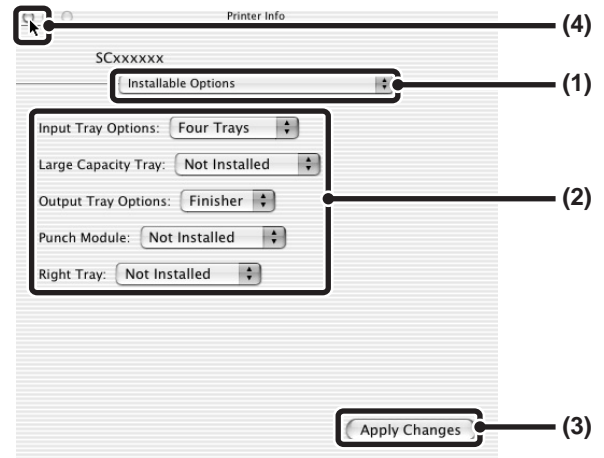 Printer Info
(4)
SCxxxxxx
Installable Options
(1)
Input Tray Options: Four Trays
Large Capacity Tray: Not Installed
Output Tray Options: Finisher
(2)
Punch Module: Not Installed
Right Tray: Not Installed
Apply Changes
(3)